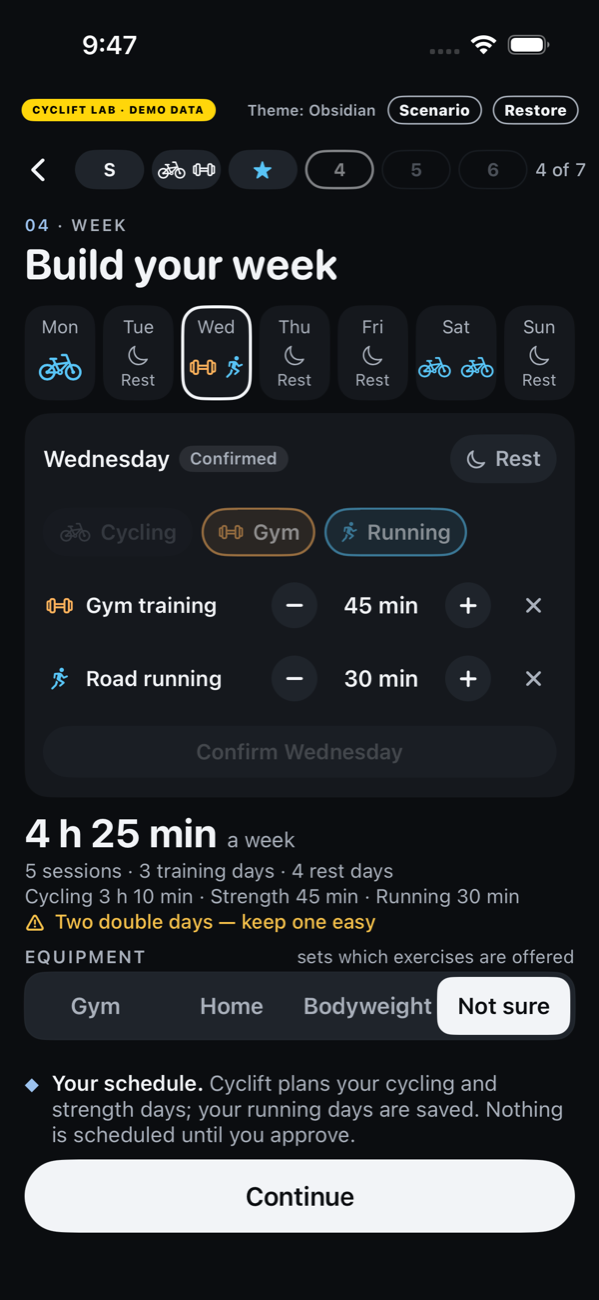 9:47
CYCLIFT LAB · DEMO DATA Theme: Obsidian Scenario Restore
S 4 5 6 4 of 7
04 · WEEK
Build your week
Mon Tue Wed Thu Fri Sat Sun
Rest Rest Rest Rest
Wednesday Confirmed Rest
Cycling Gym Running
Gym training − 45 min + ×
Road running − 30 min + ×
Confirm Wednesday
4 h 25 min a week
5 sessions · 3 training days · 4 rest days
Cycling 3 h 10 min · Strength 45 min · Running 30 min
Two double days — keep one easy
EQUIPMENT sets which exercises are offered
Gym Home Bodyweight Not sure
Your schedule. Cyclift plans your cycling and
strength days; your running days are saved. Nothing
is scheduled until you approve.
Continue